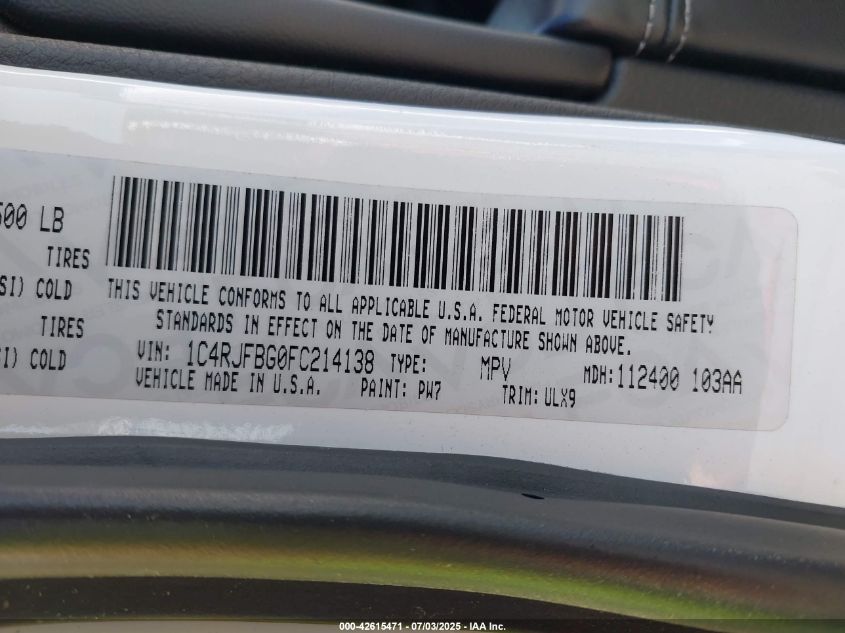 500 LB
TIRES
SI) COLD
TIRES
SI) COLD
THIS VEHICLE CONFORMS TO ALL APPLICABLE U.S.A. FEDERAL MOTOR VEHICLE SAFETY
STANDARDS IN EFFECT ON THE DATE OF MANUFACTURE SHOWN ABOVE.
VIN: 1C4RJFBG0FC214138 TYPE: MPV MDH:112400 103AA
VEHICLE MADE IN U.S.A. PAINT: PW7 TRIM: ULX9
000-42615471 - 07/03/2025 - IAA Inc.